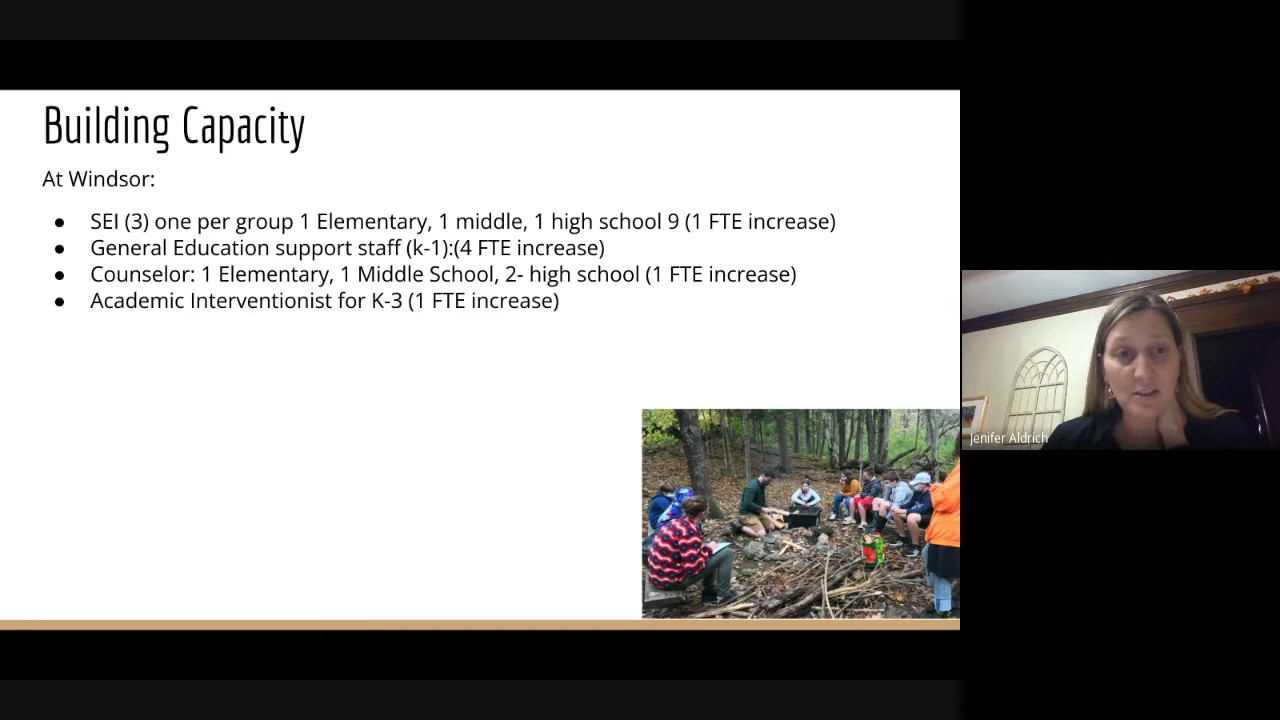 Building Capacity
At Windsor:
● SEI (3) one per group 1 Elementary, 1 middle, 1 high school 9 (1 FTE increase)
● General Education support staff (k-1):(4 FTE increase)
● Counselor: 1 Elementary, 1 Middle School, 2- high school (1 FTE increase)
● Academic Interventionist for K-3 (1 FTE increase)
Jenifer Aldrich